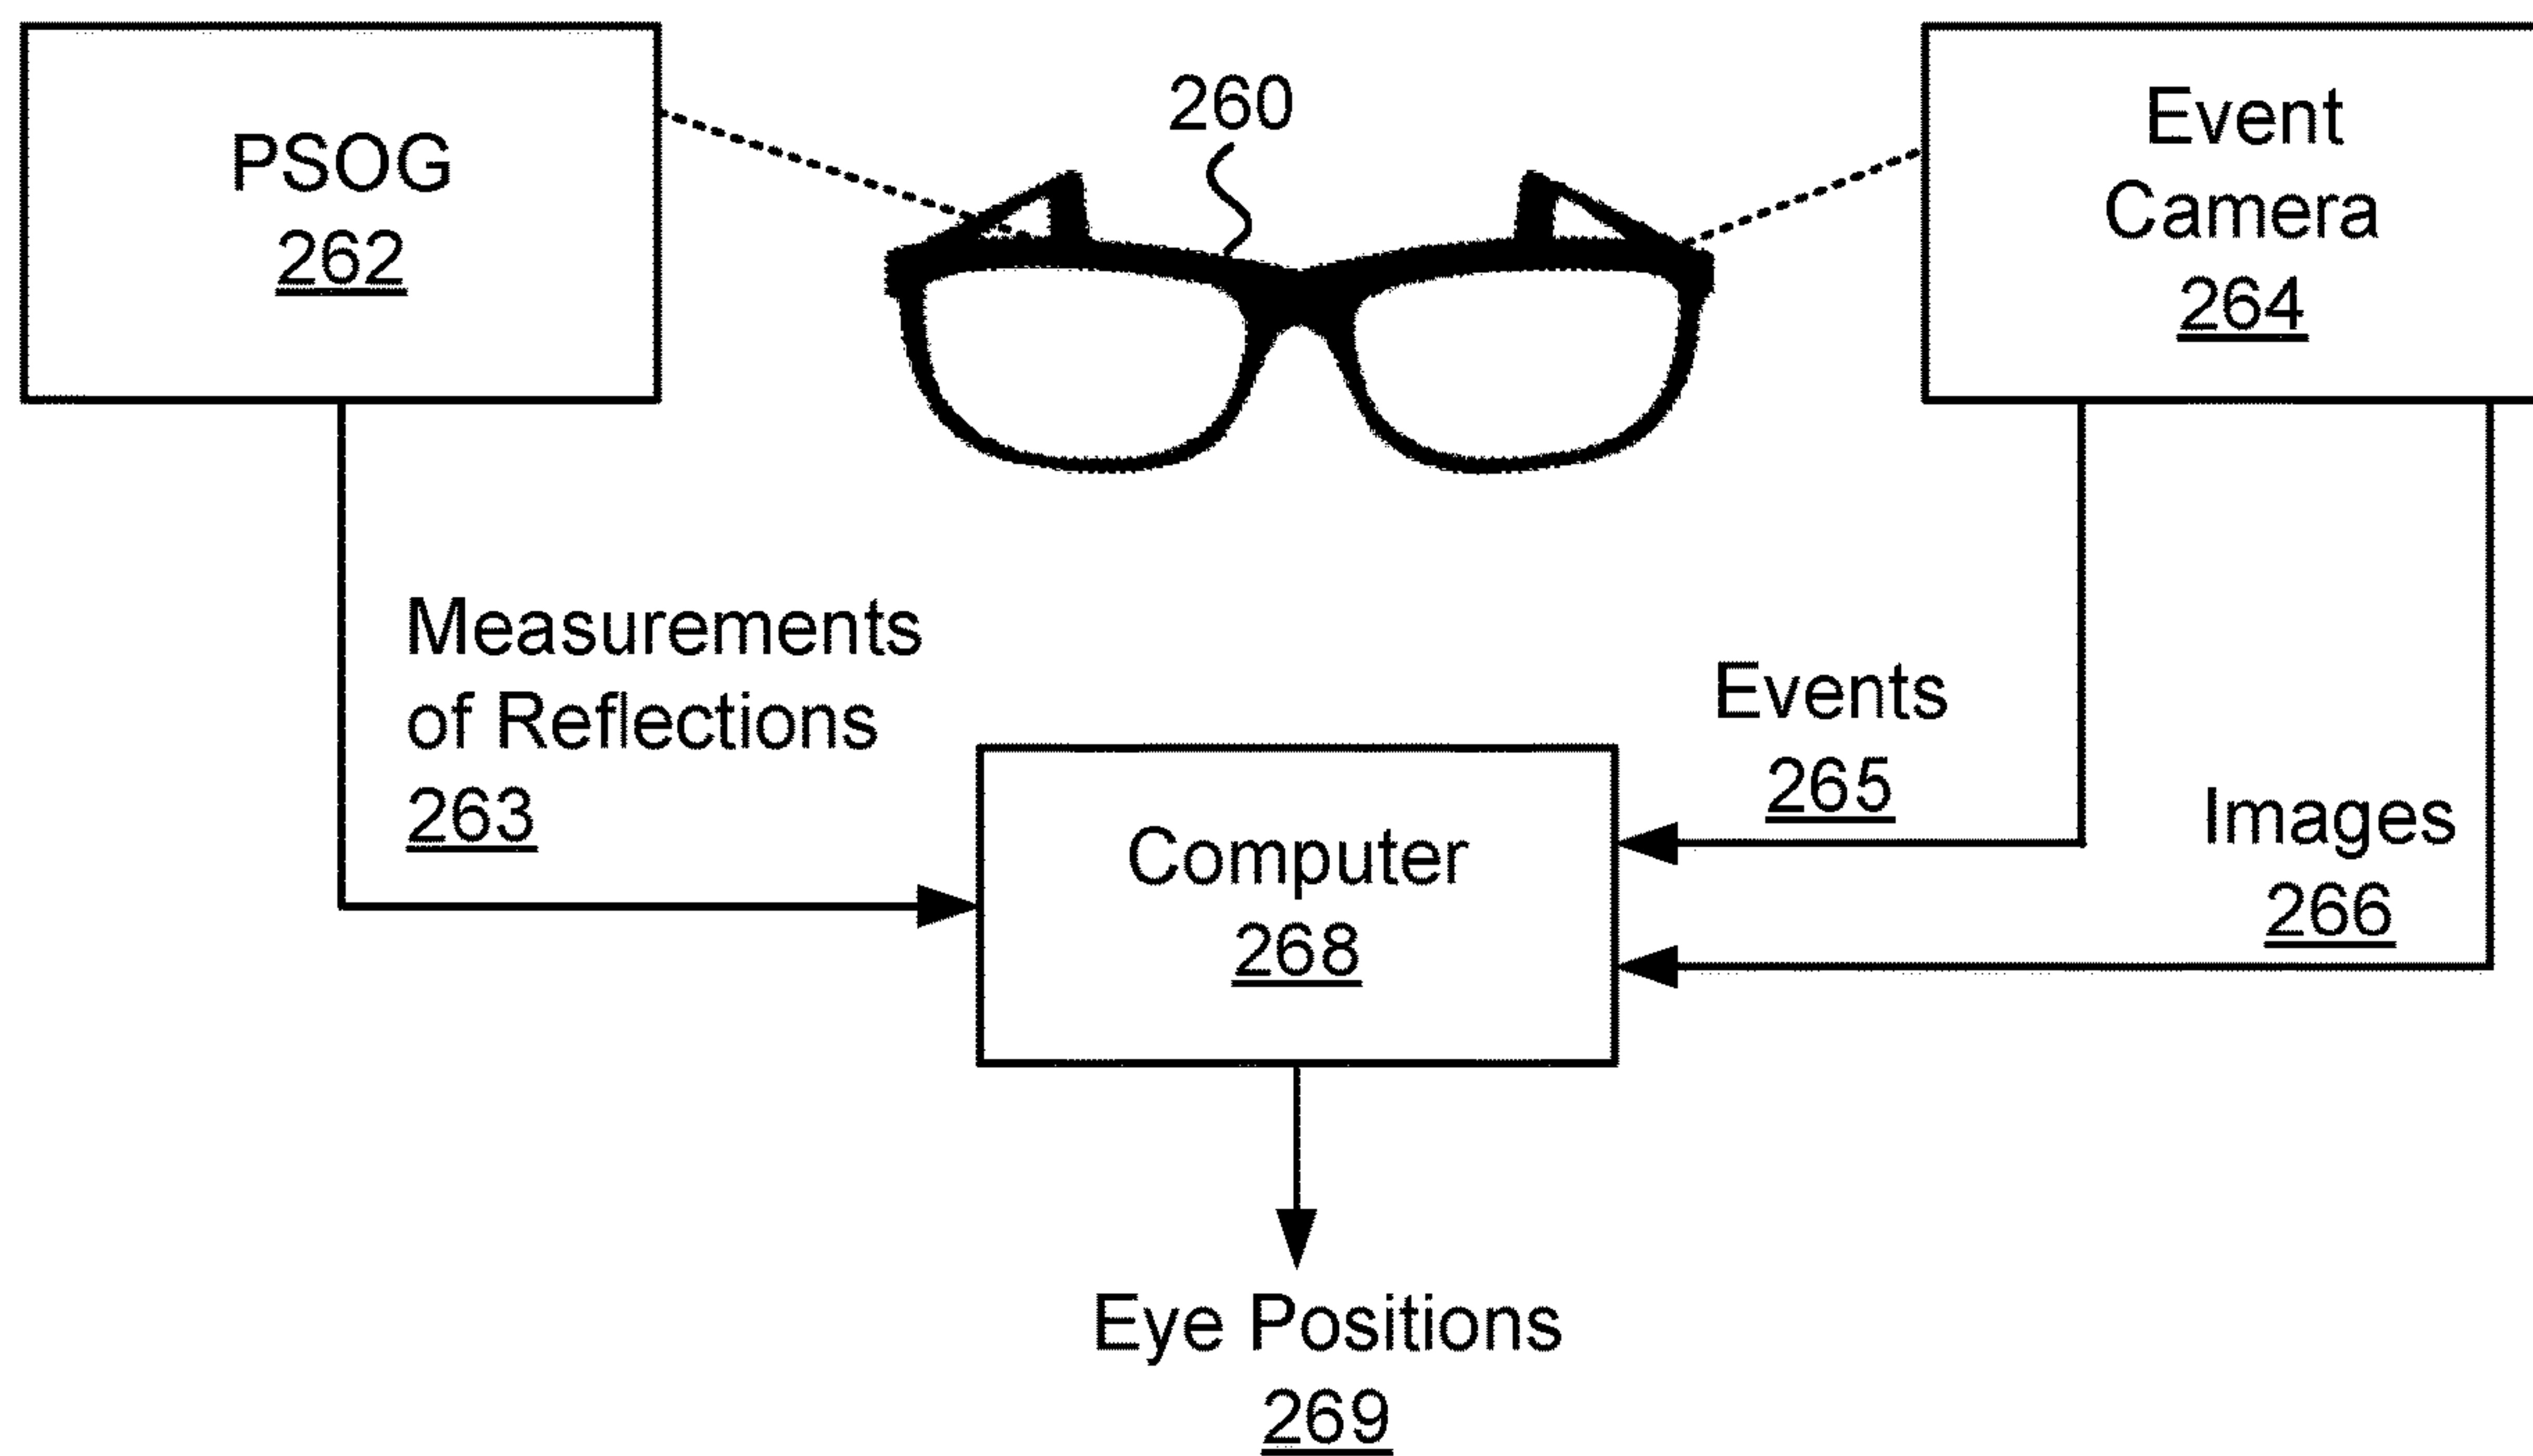 PSOG
262
260
Event
Camera
264
Measurements
of Reflections
263
Events
265
Images
266
Computer
268
Eye Positions
269